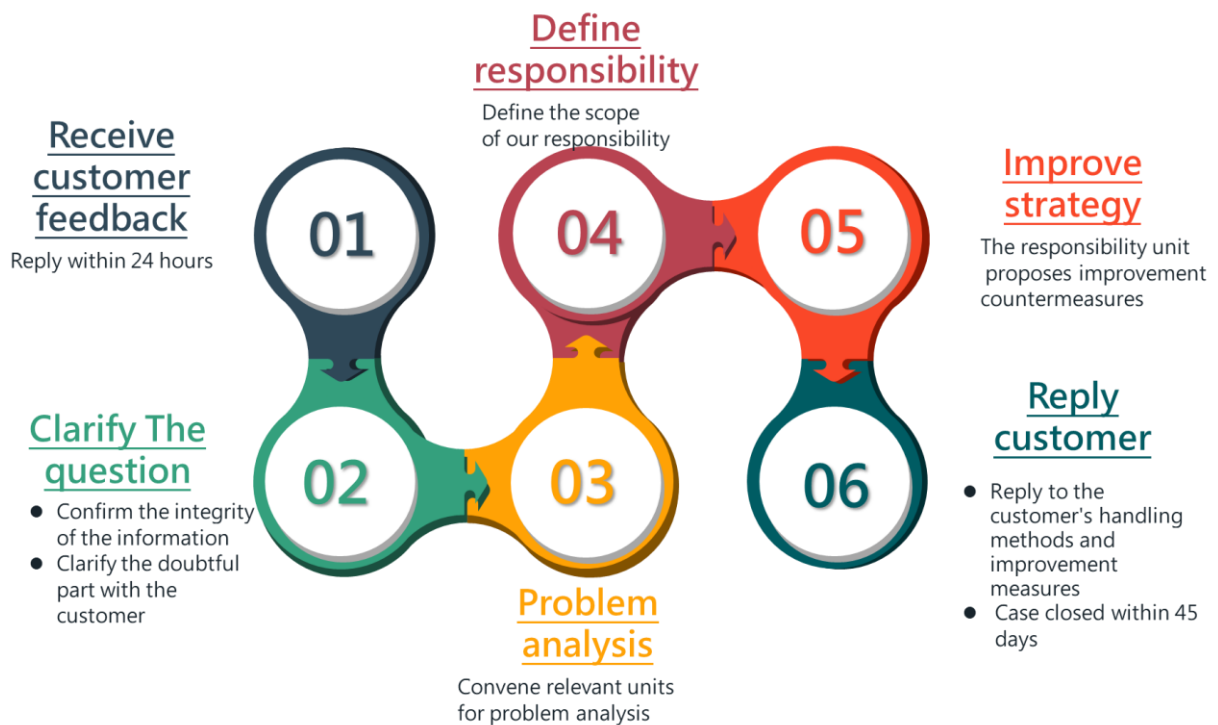 Receive
customer
feedback
Reply within 24 hours
01
Clarify The
question
● Confirm the integrity
of the information
● Clarify the doubtful
part with the
customer
02
03
Problem
analysis
Convene relevant units
for problem analysis
Define
responsibility
Define the scope
of our responsibility
04
05
Improve
strategy
The responsibility unit
proposes improvement
countermeasures
06
Reply
customer
● Reply to the
customer's handling
methods and
improvement
measures
● Case closed within 45
days